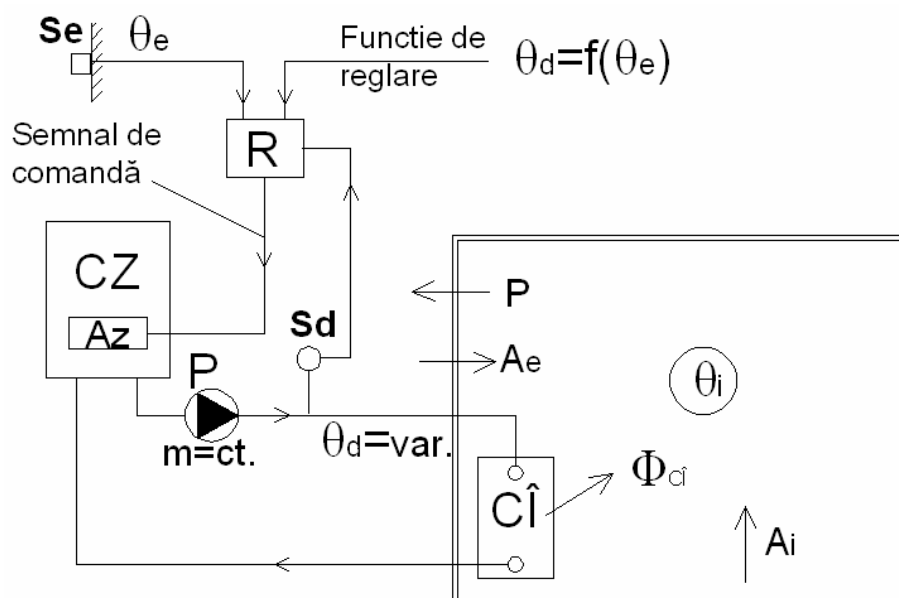 Se
θe
Functie de
reglare
θd=f(θe)
Semnal de
comandă
R
CZ
Az
Sd
P
m=ct.
θd=var.
P
Ae
θi
CÎ
ΦCÎ
Ai